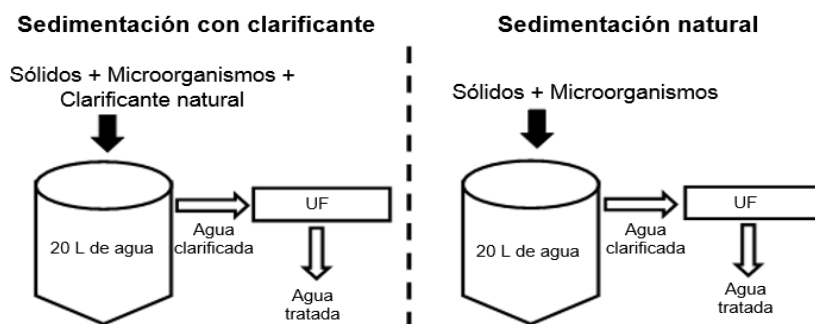 Sedimentación con clarificante
Sólidos + Microorganismos +
Clarificante natural
20 L de agua
Agua
clarificada
UF
Agua
tratada
Sedimentación natural
Sólidos + Microorganismos
20 L de agua
Agua
clarificada
UF
Agua
tratada